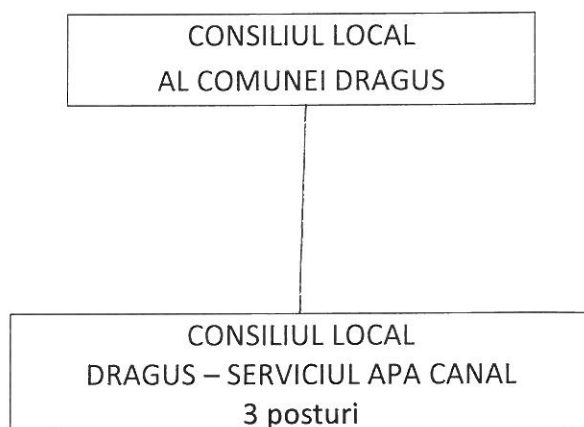 CONSILIUL LOCAL
AL COMUNEI DRAGUS
CONSILIUL LOCAL
DRAGUS – SERVICIUL APA CANAL
3 posturi